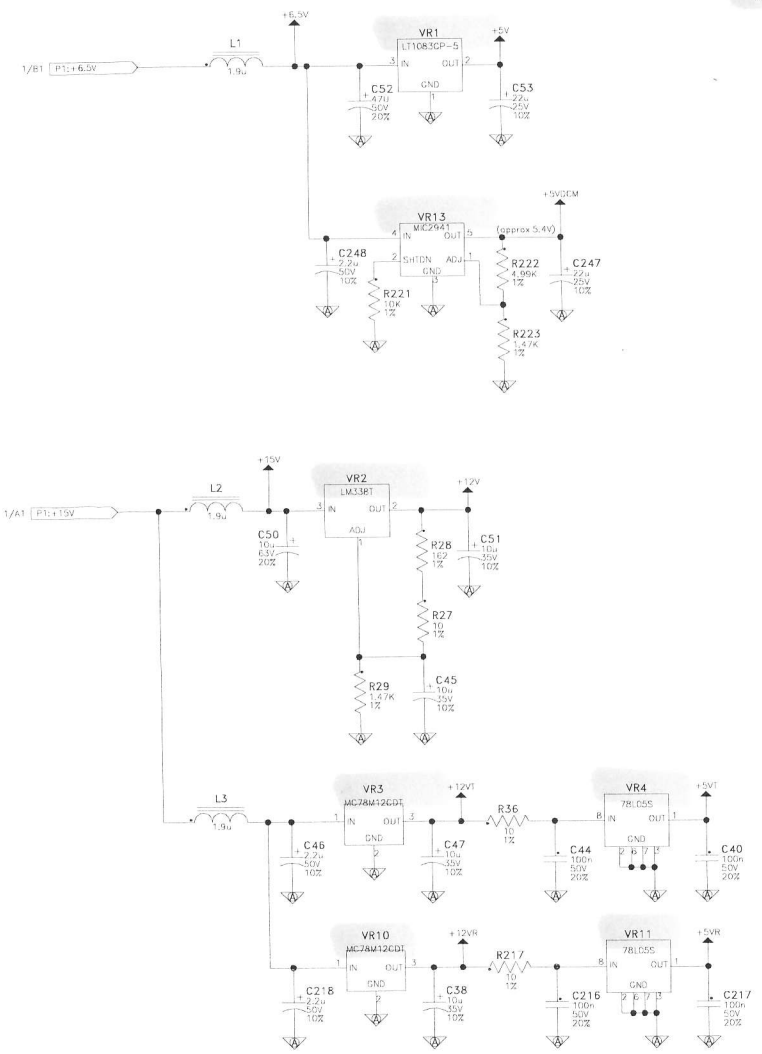 +6.5V
L1
1.9u
1/B1 P1:+6.5V
VR1
LT1083CP-5
3 IN OUT 2
GND
1
+5V
C52
47U
50V
20%
C53
22u
25V
10%
A
A
A
+5VDCM
VR13
MIC2941
4 IN OUT 5
(approx 5.4V)
2 SHTDN ADJ 1
GND
3
C248
2.2u
50V
10%
R221
10K
1%
R222
4.99K
1%
C247
22u
25V
10%
R223
1.47K
1%
A
A
A
A
A
+15V
L2
1.9u
1/A1 P1:+15V
VR2
LM338T
3 IN OUT 2
ADJ
1
+12V
C50
10u
63V
20%
R28
162
1%
C51
10u
35V
10%
A
A
R27
10
1%
R29
1.47K
1%
C45
10u
35V
10%
A
A
L3
1.9u
VR3
MC78M12CDT
1 IN OUT 3
GND
2
+12VT
R36
10
1%
VR4
78L05S
8 IN OUT 1
GND
2 6 7 3
+5VT
C46
2.2u
50V
10%
C47
10u
35V
10%
C44
100n
50V
20%
C40
100n
50V
20%
A
A
A
A
A
A
VR10
MC78M12CDT
1 IN OUT 3
GND
2
+12VR
R217
10
1%
VR11
78L05S
8 IN OUT 1
GND
2 6 7 3
+5VR
C218
2.2u
50V
10%
C38
10u
35V
10%
C216
100n
50V
20%
C217
100n
50V
20%
A
A
A
A
A
A